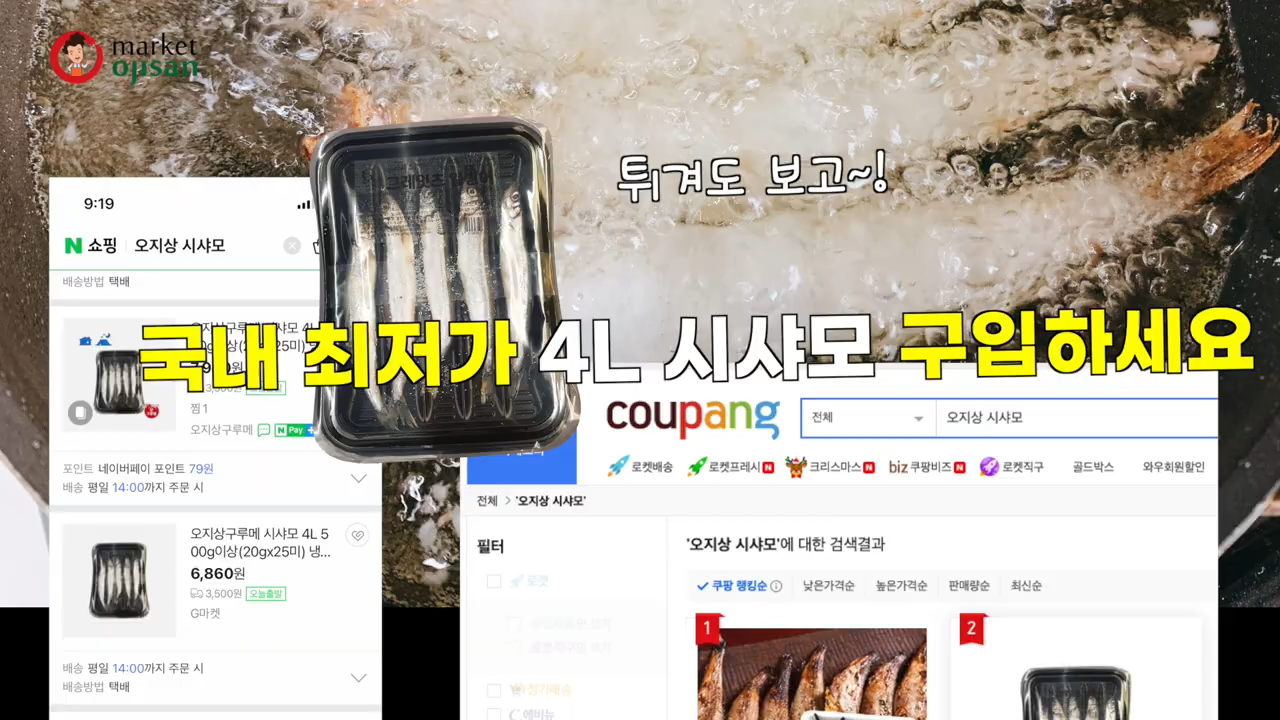 market
oμsan
튀겨도 보고~!
9:19
N 쇼핑 오지상 시샤모
배송방법 택배
오지상구루메
N Pay +
찜 1
포인트 네이버페이 포인트 79원
배송 평일 14:00까지 주문 시
오지상구루메 시샤모 4L 5
00g이상(20gx25미) 냉...
6,860원
3,500원 오늘출발
G마켓
배송 평일 14:00까지 주문 시
배송방법 택배
국내 최저가 4L 시샤모 구입하세요
coupang
전체
오지상 시샤모
로켓배송
로켓프레시 N
크리스마스 N
biz 쿠팡비즈 N
로켓직구
골드박스
와우회원할인
전체 > '오지상 시샤모'
필터
로켓
'오지상 시샤모'에 대한 검색결과
쿠팡 랭킹순
낮은가격순
높은가격순
판매량순
최신순
1
2